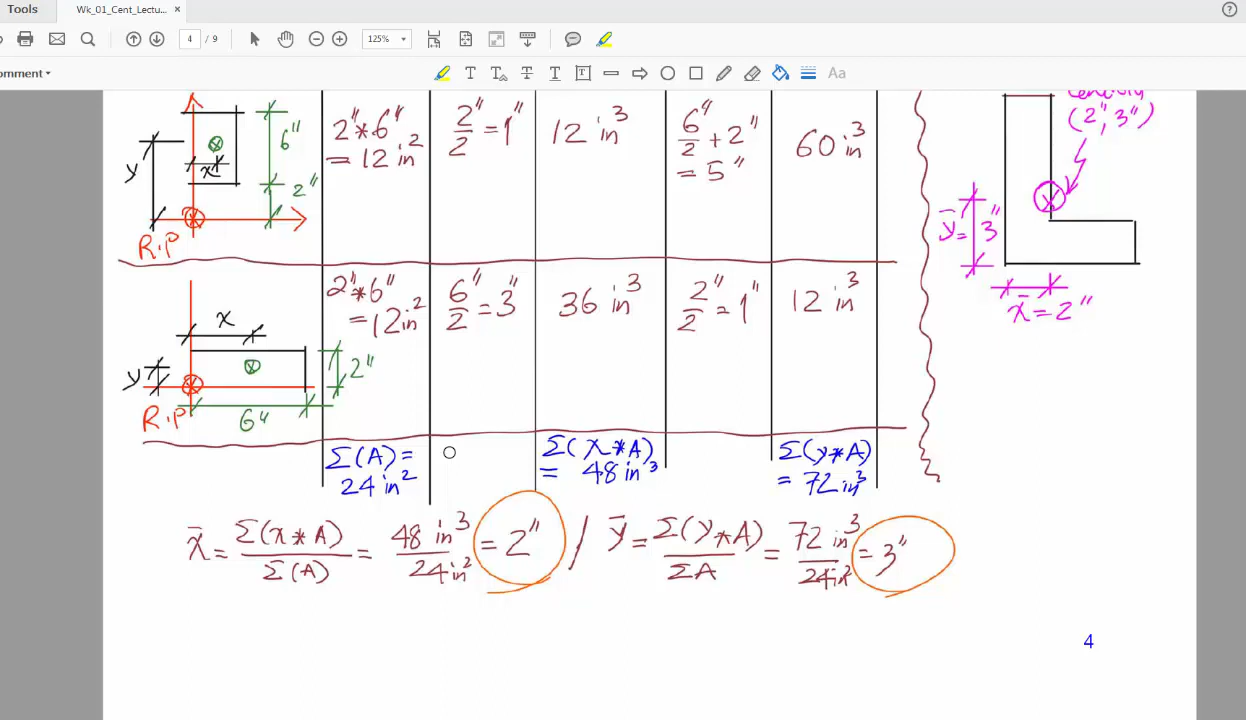 Tools
Wk_01_Cent_Lectu...
×
4 / 9
125%
omment
Aa
6"
2"
y
x
R.P
2"*6"
= 12 in²
2"/2 = 1"
12 in³
6"/2 + 2"
= 5"
60 in³
(2", 3")
ȳ = 3"
x̄ = 2"
x
y
R.P
2"
6"
2"*6"
= 12 in²
6"/2 = 3"
36 in³
2"/2 = 1"
12 in³
Σ(A) =
24 in²
Σ(x*A)
= 48 in³
Σ(y*A)
= 72 in³
x̄ = Σ(x*A)/Σ(A) = 48 in³/24 in² = 2" / ȳ = Σ(y*A)/ΣA = 72 in³/24 in² = 3"
4